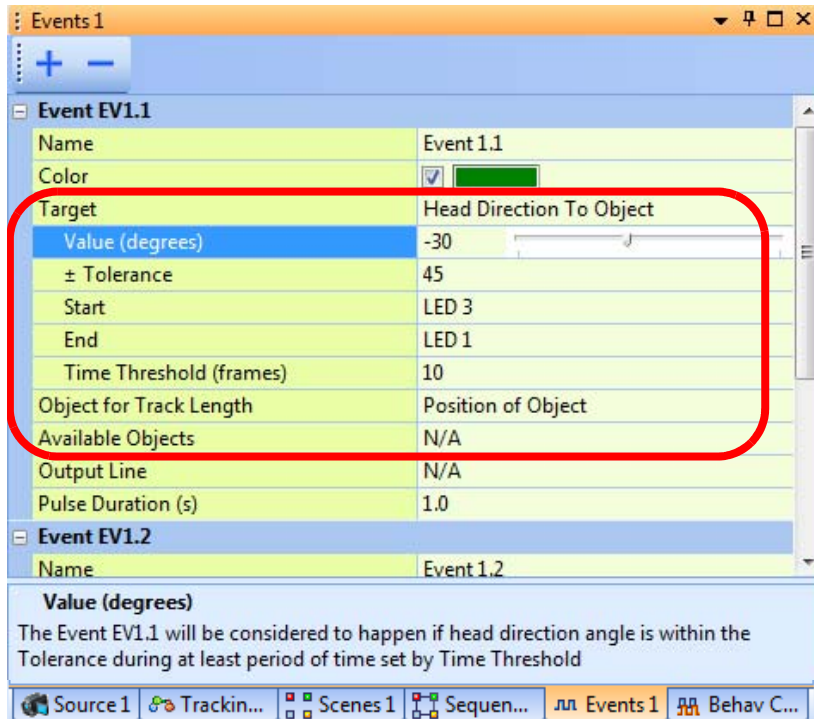 Events 1
Event EV1.1
Name Event 1.1
Color
Target Head Direction To Object
Value (degrees) -30
± Tolerance 45
Start LED 3
End LED 1
Time Threshold (frames) 10
Object for Track Length Position of Object
Available Objects N/A
Output Line N/A
Pulse Duration (s) 1.0
Event EV1.2
Name Event 1.2
Value (degrees)
The Event EV1.1 will be considered to happen if head direction angle is within the
Tolerance during at least period of time set by Time Threshold
Source 1 Trackin... Scenes 1 Sequen... Events 1 Behav C...